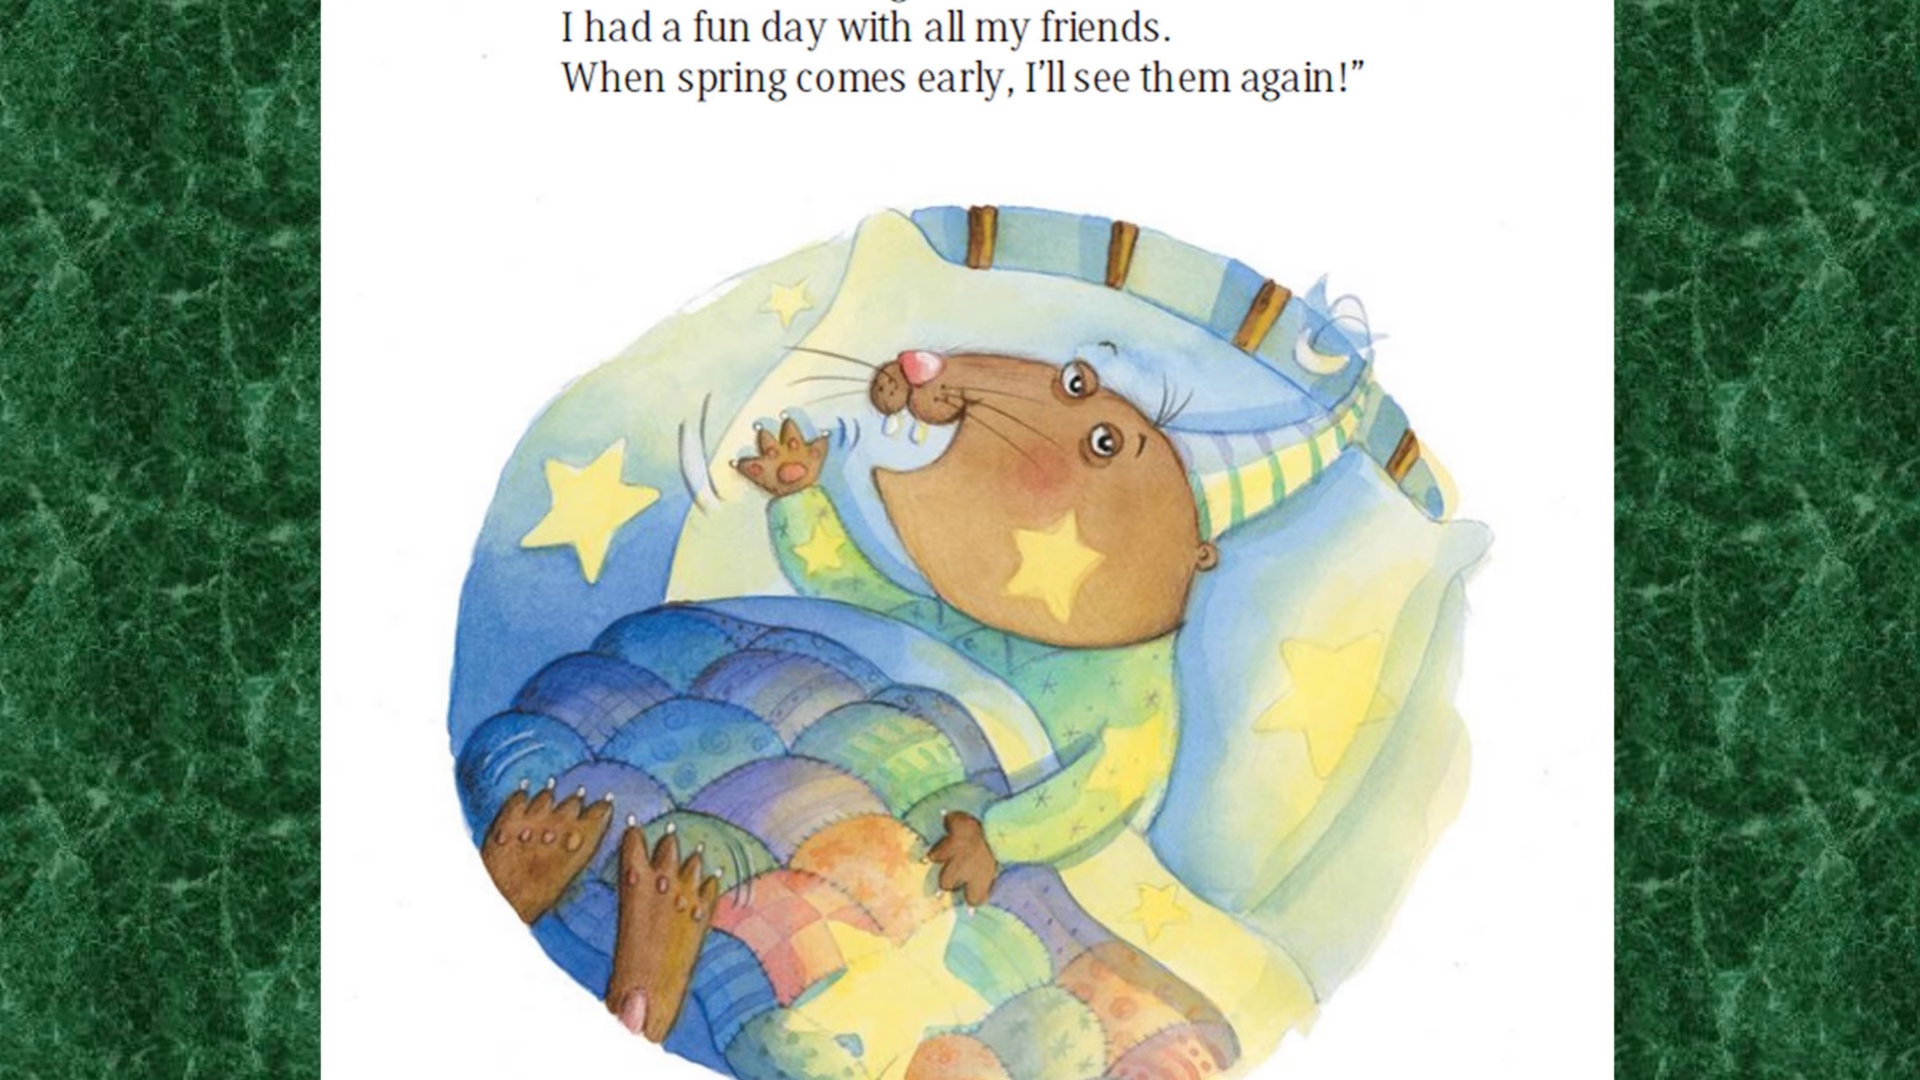 I had a fun day with all my friends.
When spring comes early, I’ll see them again!”